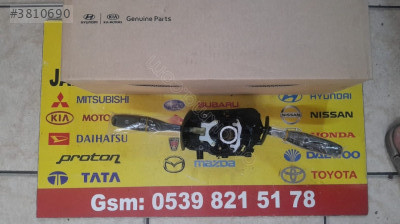 #3810690
HYUNDAI KIA Genuine Parts
J.
MITSUBISHI
SUBARU
HYUNDAI
KIA MOTO
NISSAN
DAIHATSU
HONDA
proton
mazda
DAEWOO
TATA
TOYOTA
Gsm: 0539 821 51 78